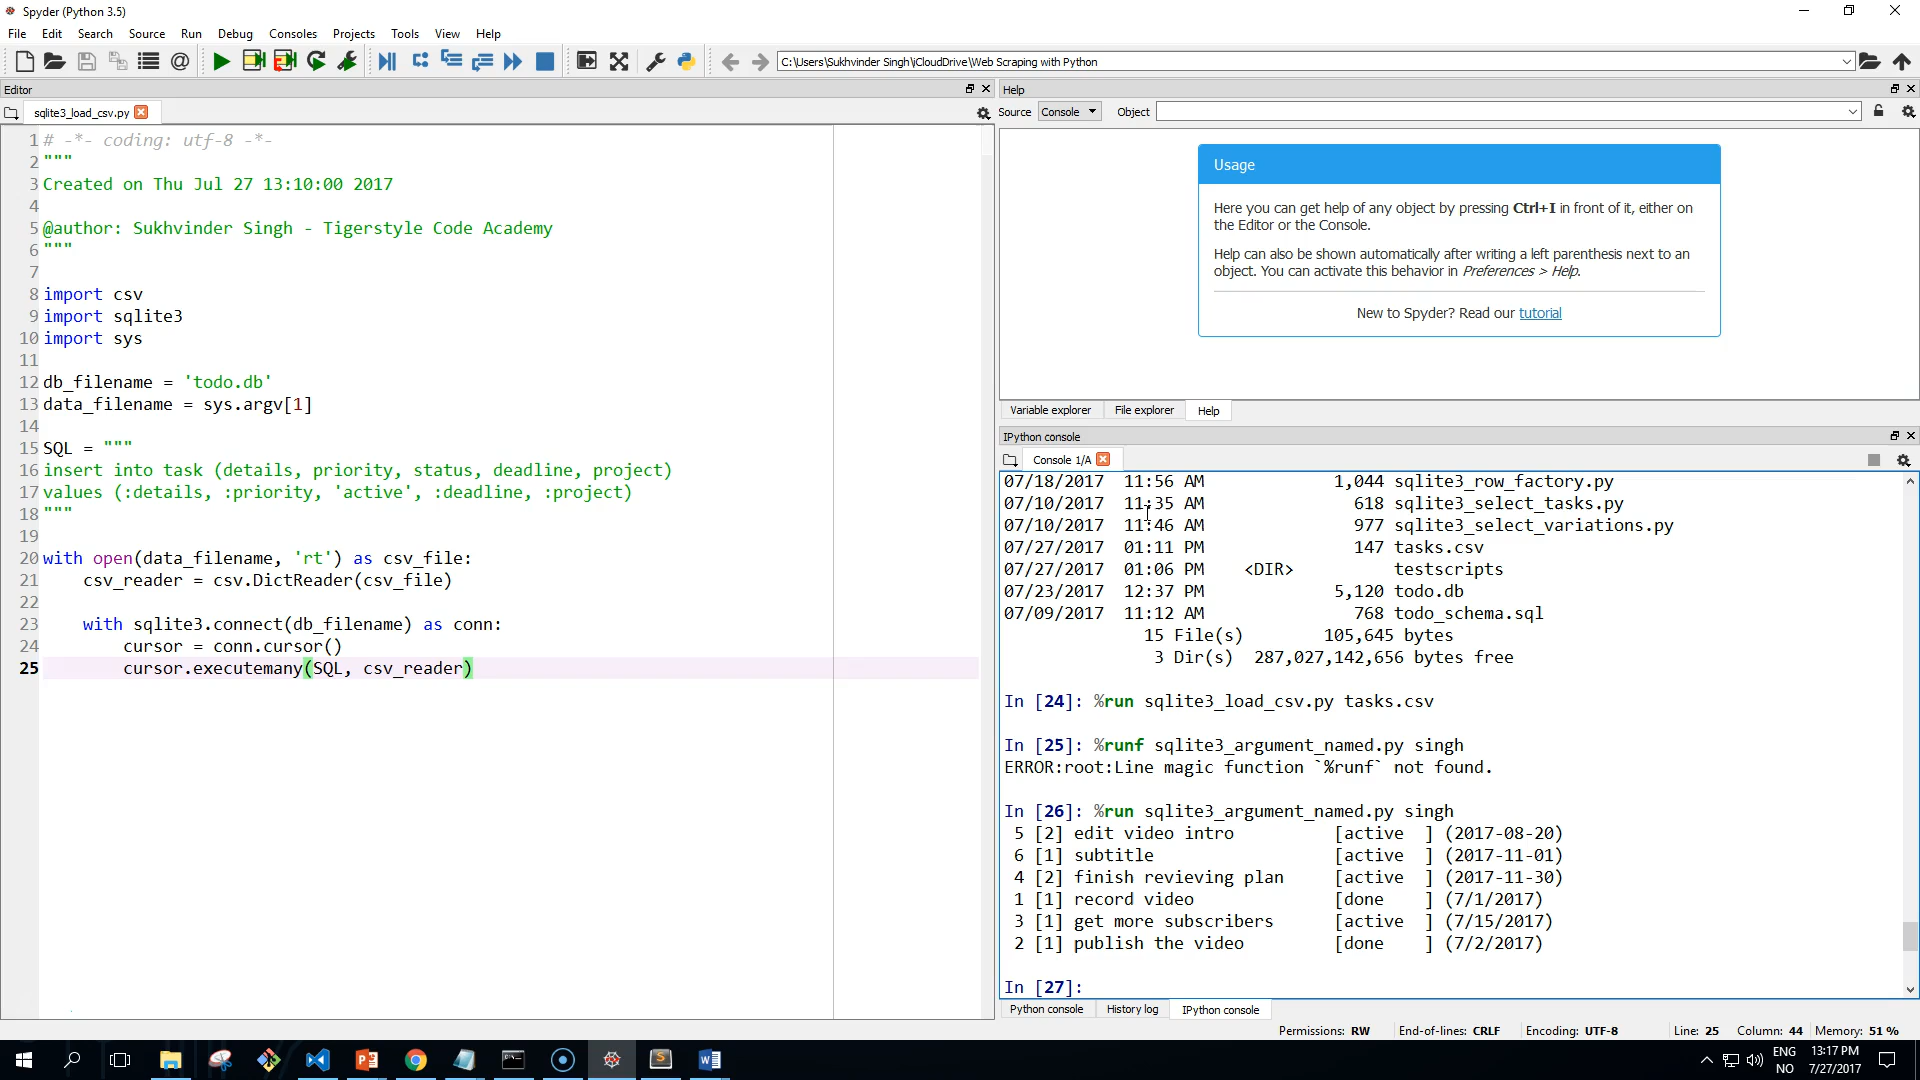 Spyder (Python 3.5)
File Edit Search Source Run Debug Consoles Projects Tools View Help
C:\Users\Sukhvinder Singh\iCloudDrive\Web Scraping with Python
Editor
sqlite3_load_csv.py
1 # -*- coding: utf-8 -*-
2 """
3 Created on Thu Jul 27 13:10:00 2017
4
5 @author: Sukhvinder Singh - Tigerstyle Code Academy
6 """
7
8 import csv
9 import sqlite3
10 import sys
11
12 db_filename = 'todo.db'
13 data_filename = sys.argv[1]
14
15 SQL = """
16 insert into task (details, priority, status, deadline, project)
17 values (:details, :priority, 'active', :deadline, :project)
18 """
19
20 with open(data_filename, 'rt') as csv_file:
21     csv_reader = csv.DictReader(csv_file)
22
23     with sqlite3.connect(db_filename) as conn:
24         cursor = conn.cursor()
25         cursor.executemany(SQL, csv_reader)
Help
Source Console Object
Usage
Here you can get help of any object by pressing Ctrl+I in front of it, either on
the Editor or the Console.
Help can also be shown automatically after writing a left parenthesis next to an
object. You can activate this behavior in Preferences > Help.
New to Spyder? Read our tutorial
Variable explorer File explorer Help
IPython console
Console 1/A
07/18/2017  11:56 AM             1,044 sqlite3_row_factory.py
07/10/2017  11:35 AM               618 sqlite3_select_tasks.py
07/10/2017  11:46 AM               977 sqlite3_select_variations.py
07/27/2017  01:11 PM               147 tasks.csv
07/27/2017  01:06 PM    <DIR>          testscripts
07/23/2017  12:37 PM             5,120 todo.db
07/09/2017  11:12 AM               768 todo_schema.sql
15 File(s)        105,645 bytes
3 Dir(s)  287,027,142,656 bytes free
In [24]: %run sqlite3_load_csv.py tasks.csv
In [25]: %runf sqlite3_argument_named.py singh
ERROR:root:Line magic function `%runf` not found.
In [26]: %run sqlite3_argument_named.py singh
5 [2] edit video intro          [active  ] (2017-08-20)
6 [1] subtitle                  [active  ] (2017-11-01)
4 [2] finish revieving plan     [active  ] (2017-11-30)
1 [1] record video              [done    ] (7/1/2017)
3 [1] get more subscribers      [active  ] (7/15/2017)
2 [1] publish the video         [done    ] (7/2/2017)
In [27]:
Python console History log IPython console
Permissions: RW End-of-lines: CRLF Encoding: UTF-8 Line: 25 Column: 44 Memory: 51 %
ENG 13:17 PM
NO 7/27/2017